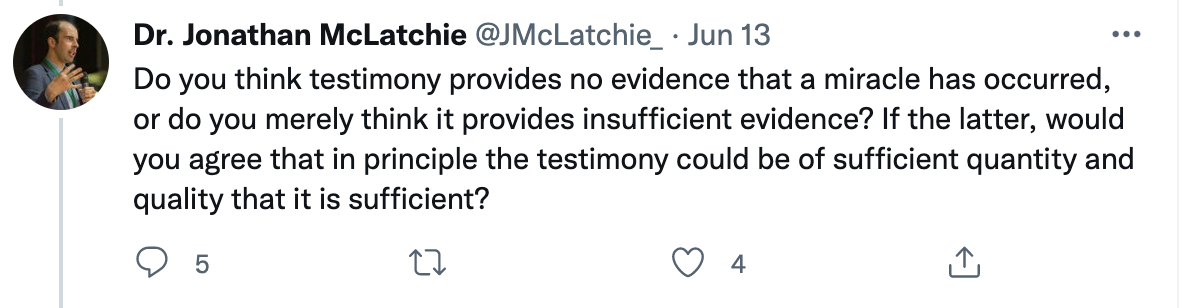 Dr. Jonathan McLatchie @JMcLatchie_ · Jun 13
Do you think testimony provides no evidence that a miracle has occurred,
or do you merely think it provides insufficient evidence? If the latter, would
you agree that in principle the testimony could be of sufficient quantity and
quality that it is sufficient?
5 4